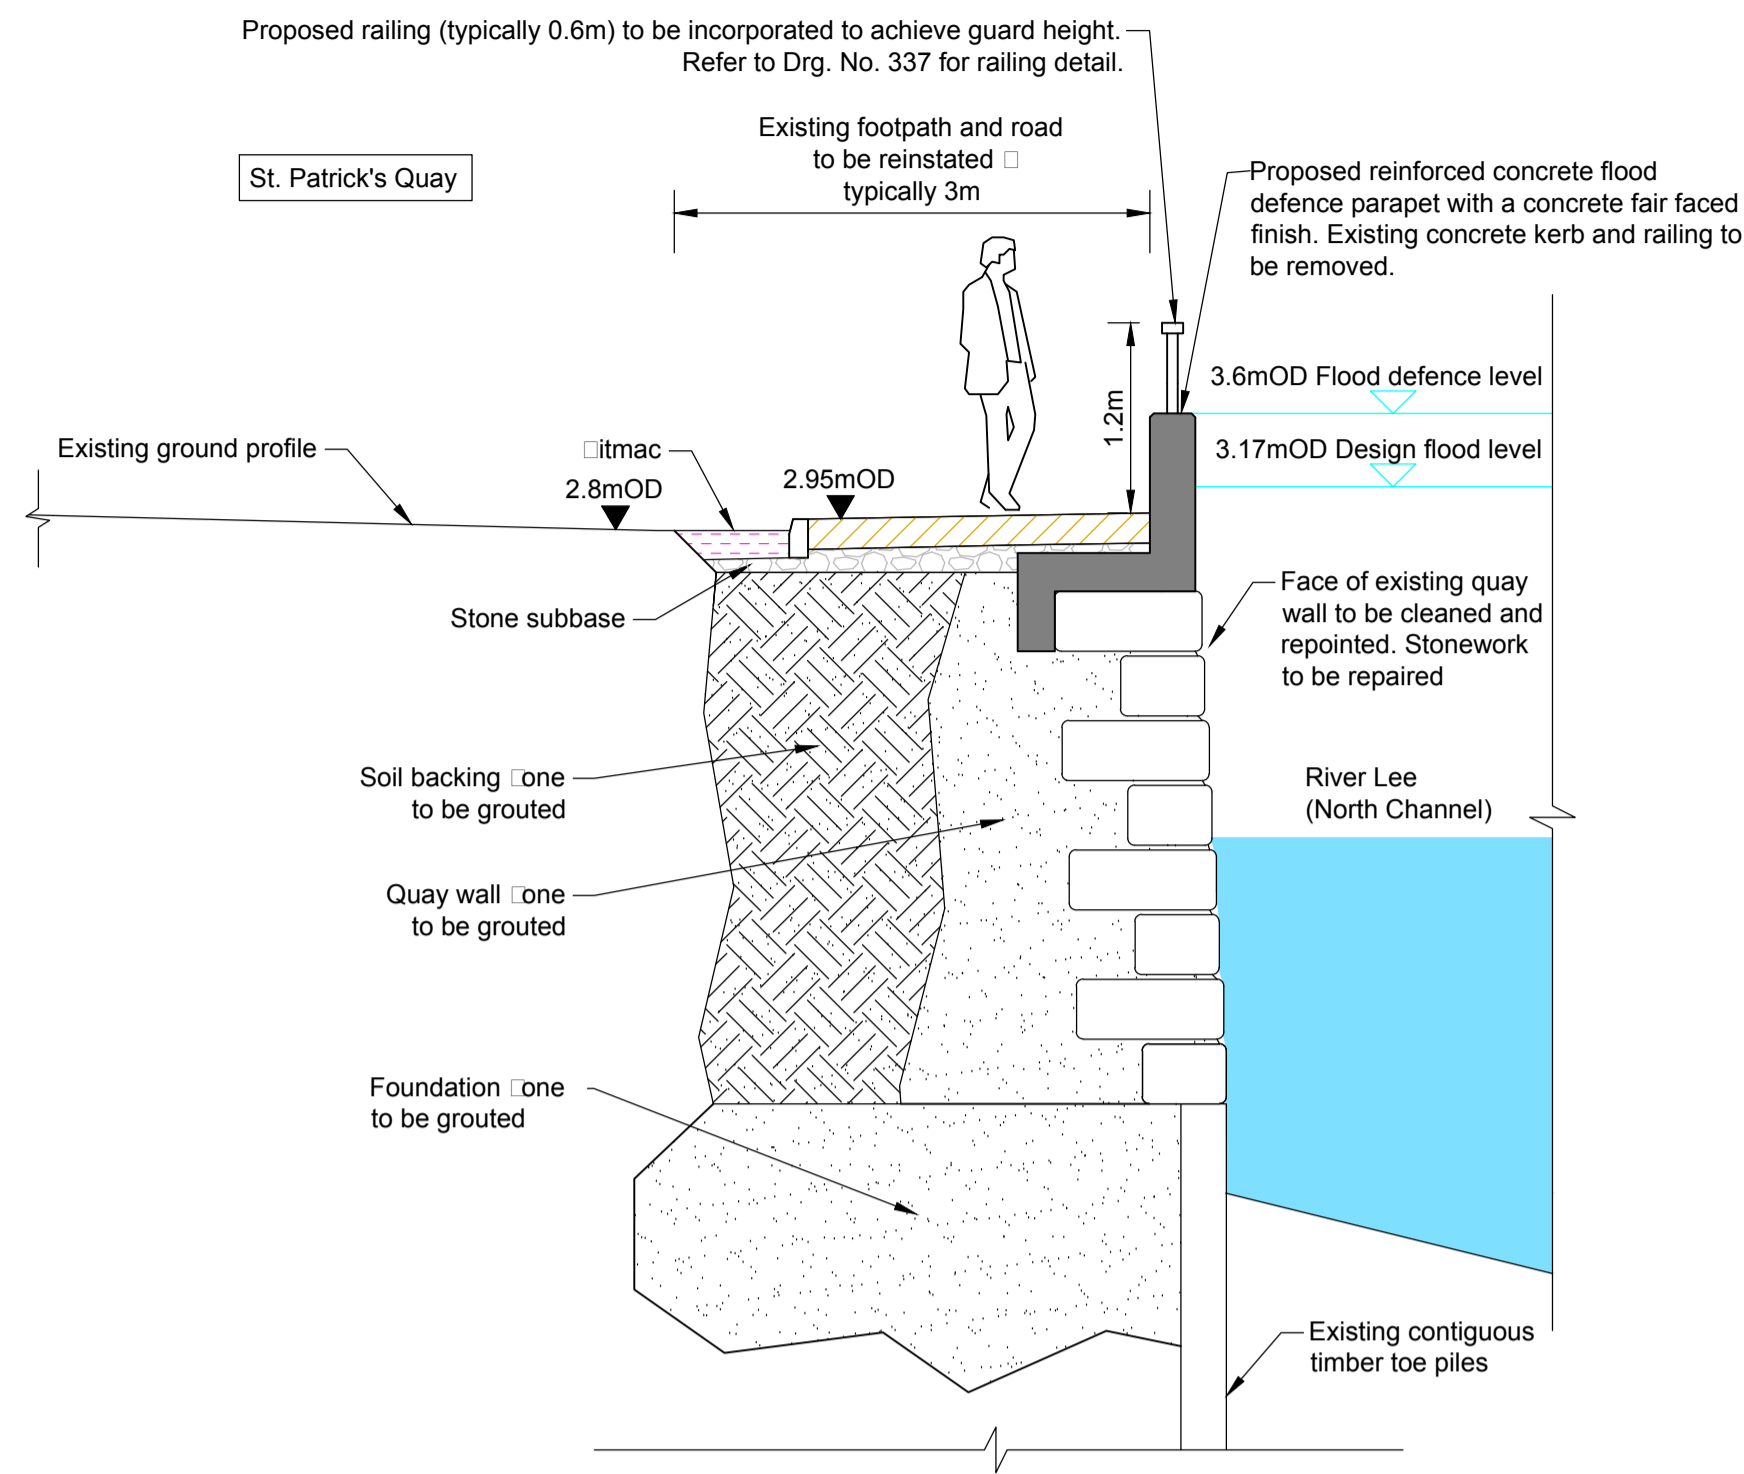 Proposed railing (typically 0.6m) to be incorporated to achieve guard height.
Refer to Drg. No. 337 for railing detail.
Existing footpath and road
to be reinstated □
typically 3m
St. Patrick's Quay
Proposed reinforced concrete flood
defence parapet with a concrete fair faced
finish. Existing concrete kerb and railing to
be removed.
1.2m
3.6mOD Flood defence level
3.17mOD Design flood level
Existing ground profile
□itmac
2.8mOD
2.95mOD
Stone subbase
Face of existing quay
wall to be cleaned and
repointed. Stonework
to be repaired
Soil backing □one
to be grouted
River Lee
(North Channel)
Quay wall □one
to be grouted
Foundation □one
to be grouted
Existing contiguous
timber toe piles